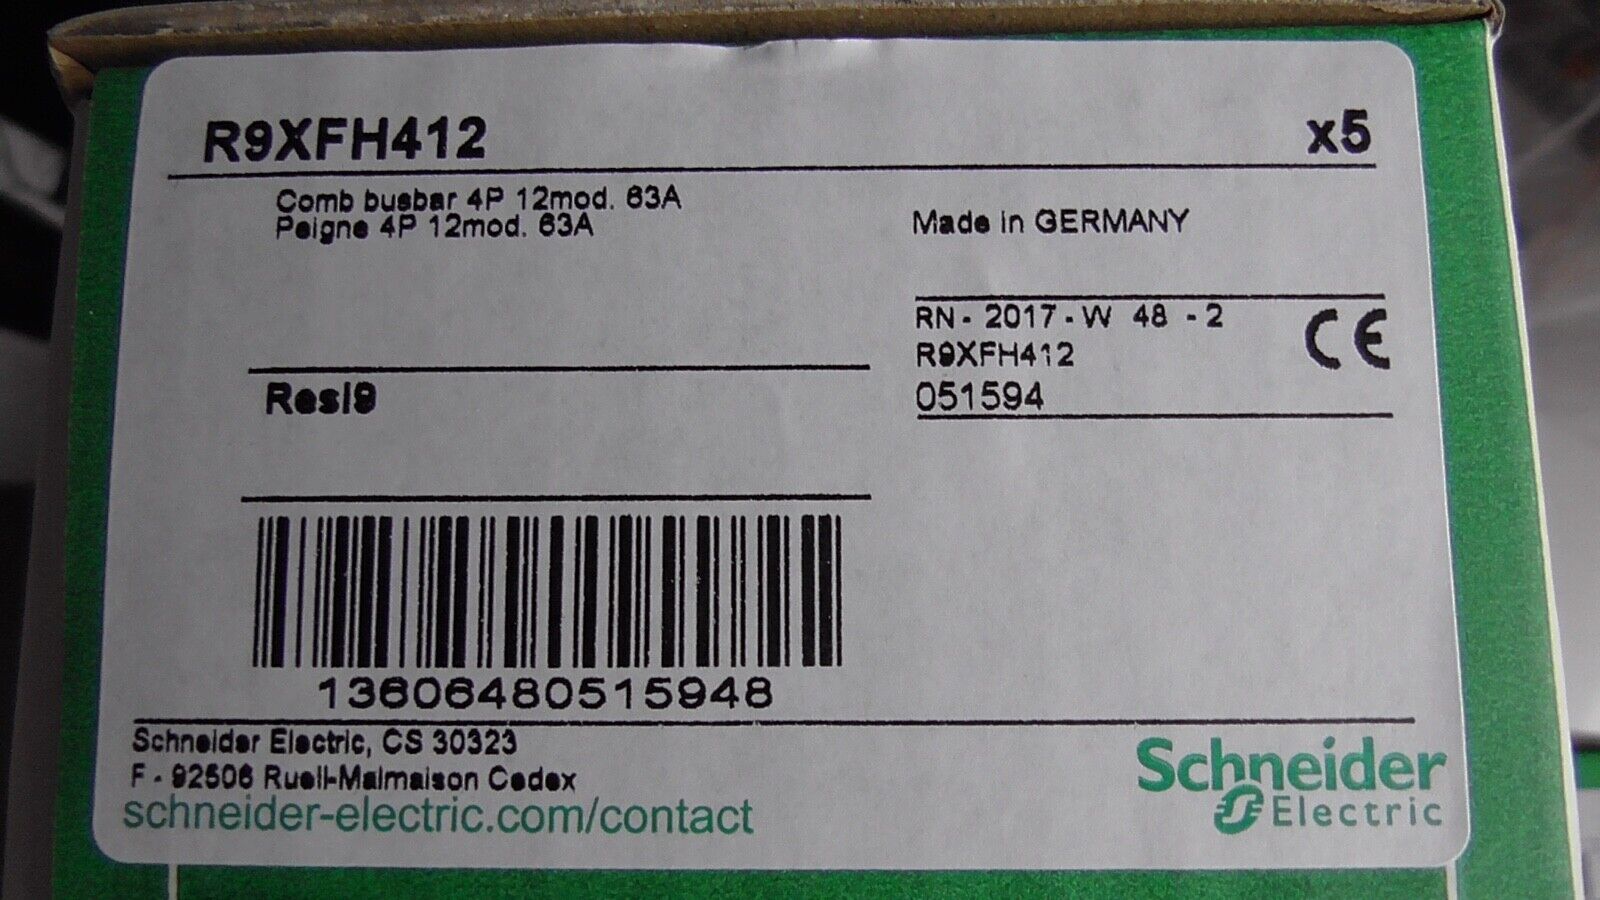 R9XFH412 x5
Comb busbar 4P 12mod. 63A
Peigne 4P 12mod. 63A
Made in GERMANY
RN - 2017 - W 48 - 2
R9XFH412
051594
CE
Resi9
13606480515948
Schneider Electric, CS 30323
F - 92506 Rueil-Malmaison Cedex
schneider-electric.com/contact
Schneider
Electric